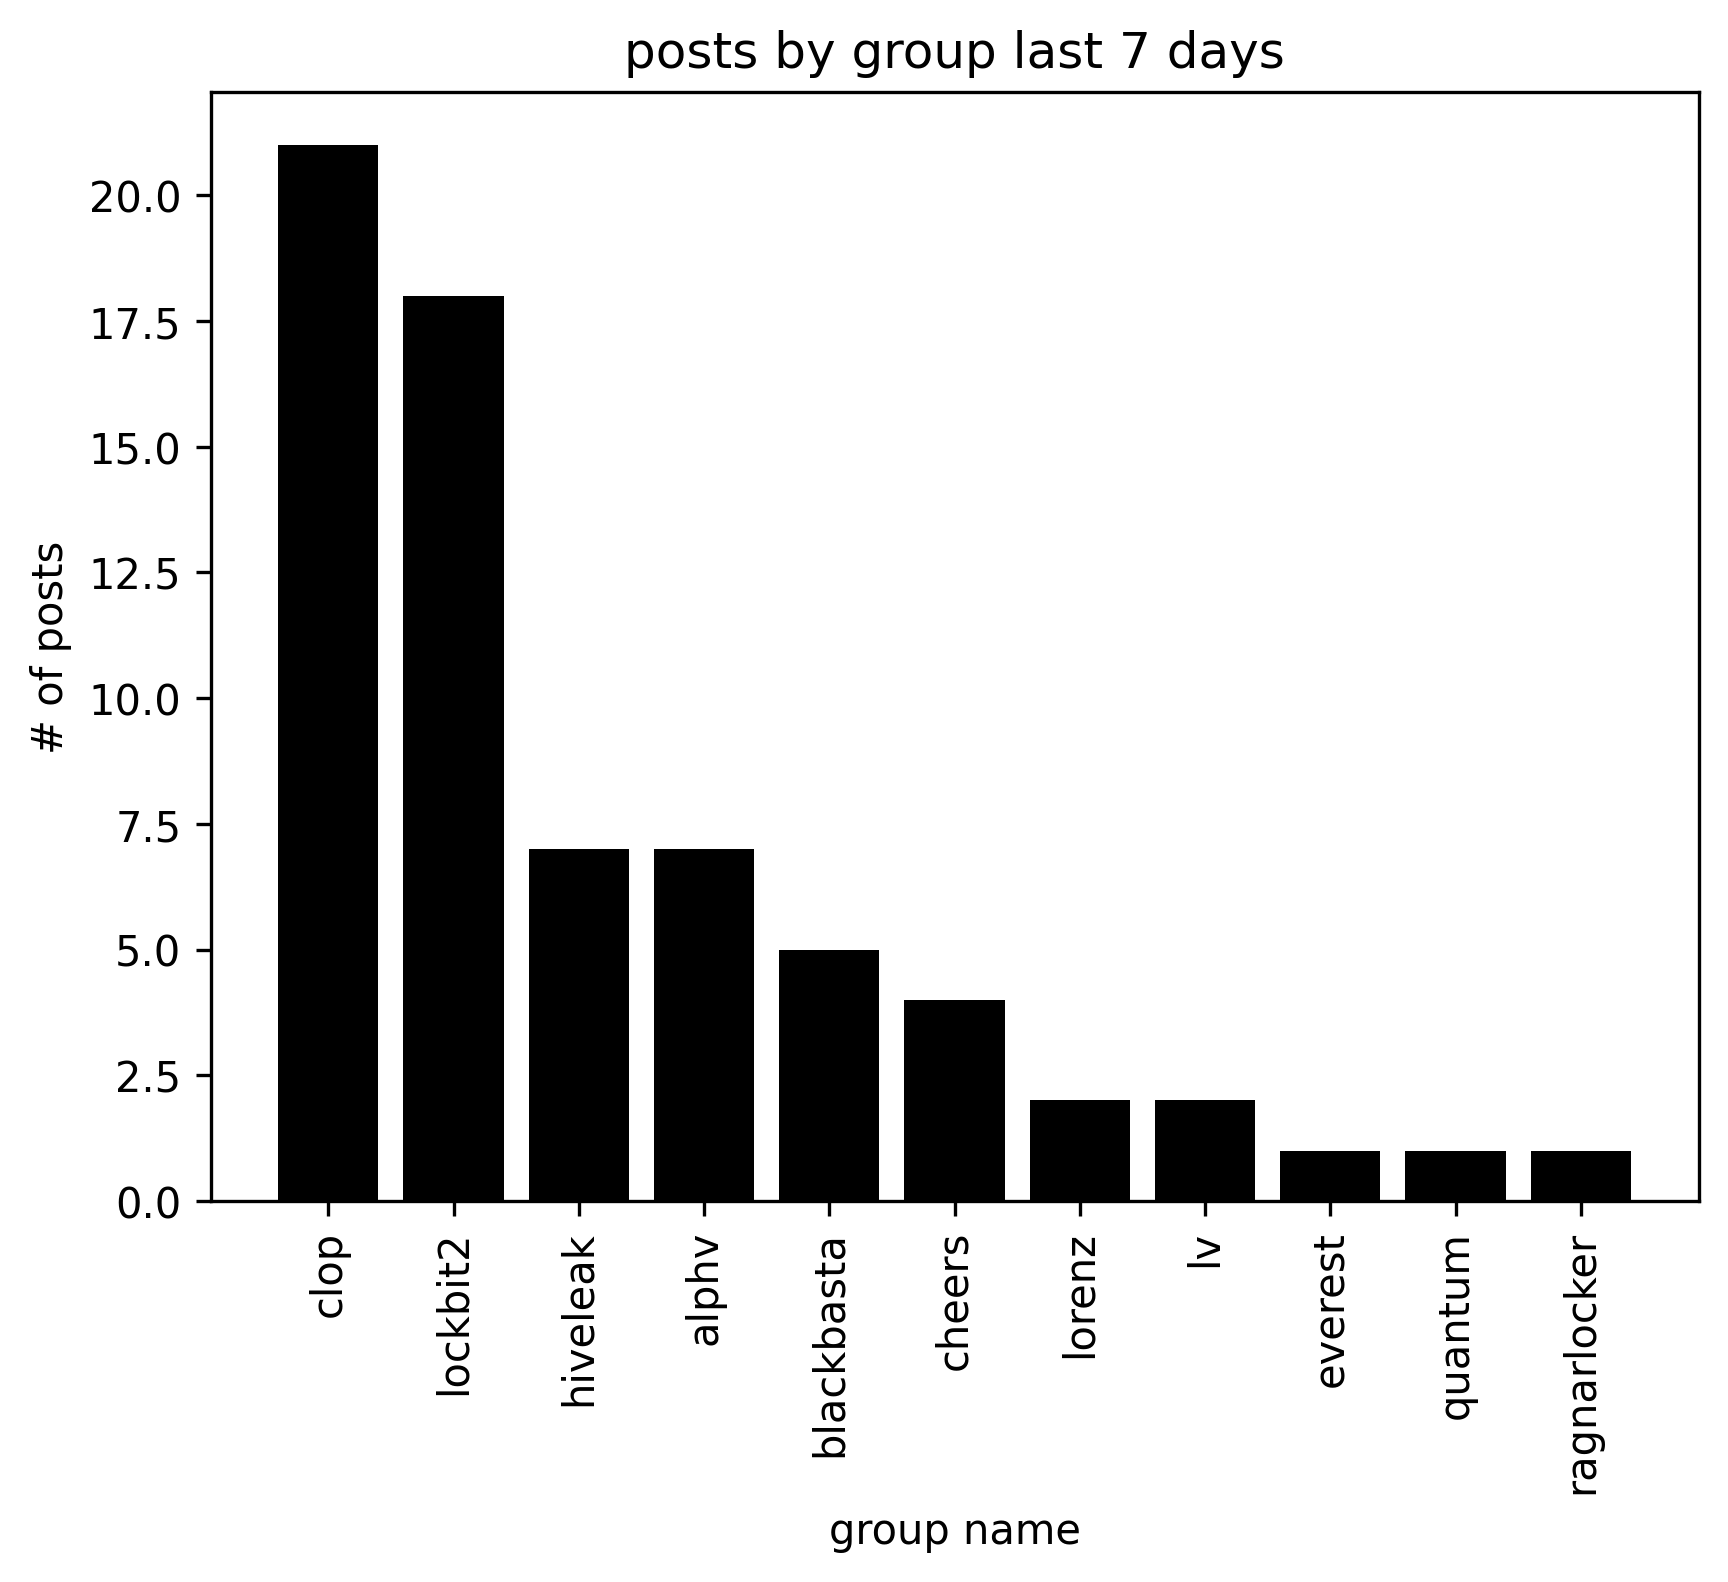 posts by group last 7 days
# of posts
20.0
17.5
15.0
12.5
10.0
7.5
5.0
2.5
0.0
clop
lockbit2
hiveleak
alphv
blackbasta
cheers
lorenz
lv
everest
quantum
ragnarlocker
group name